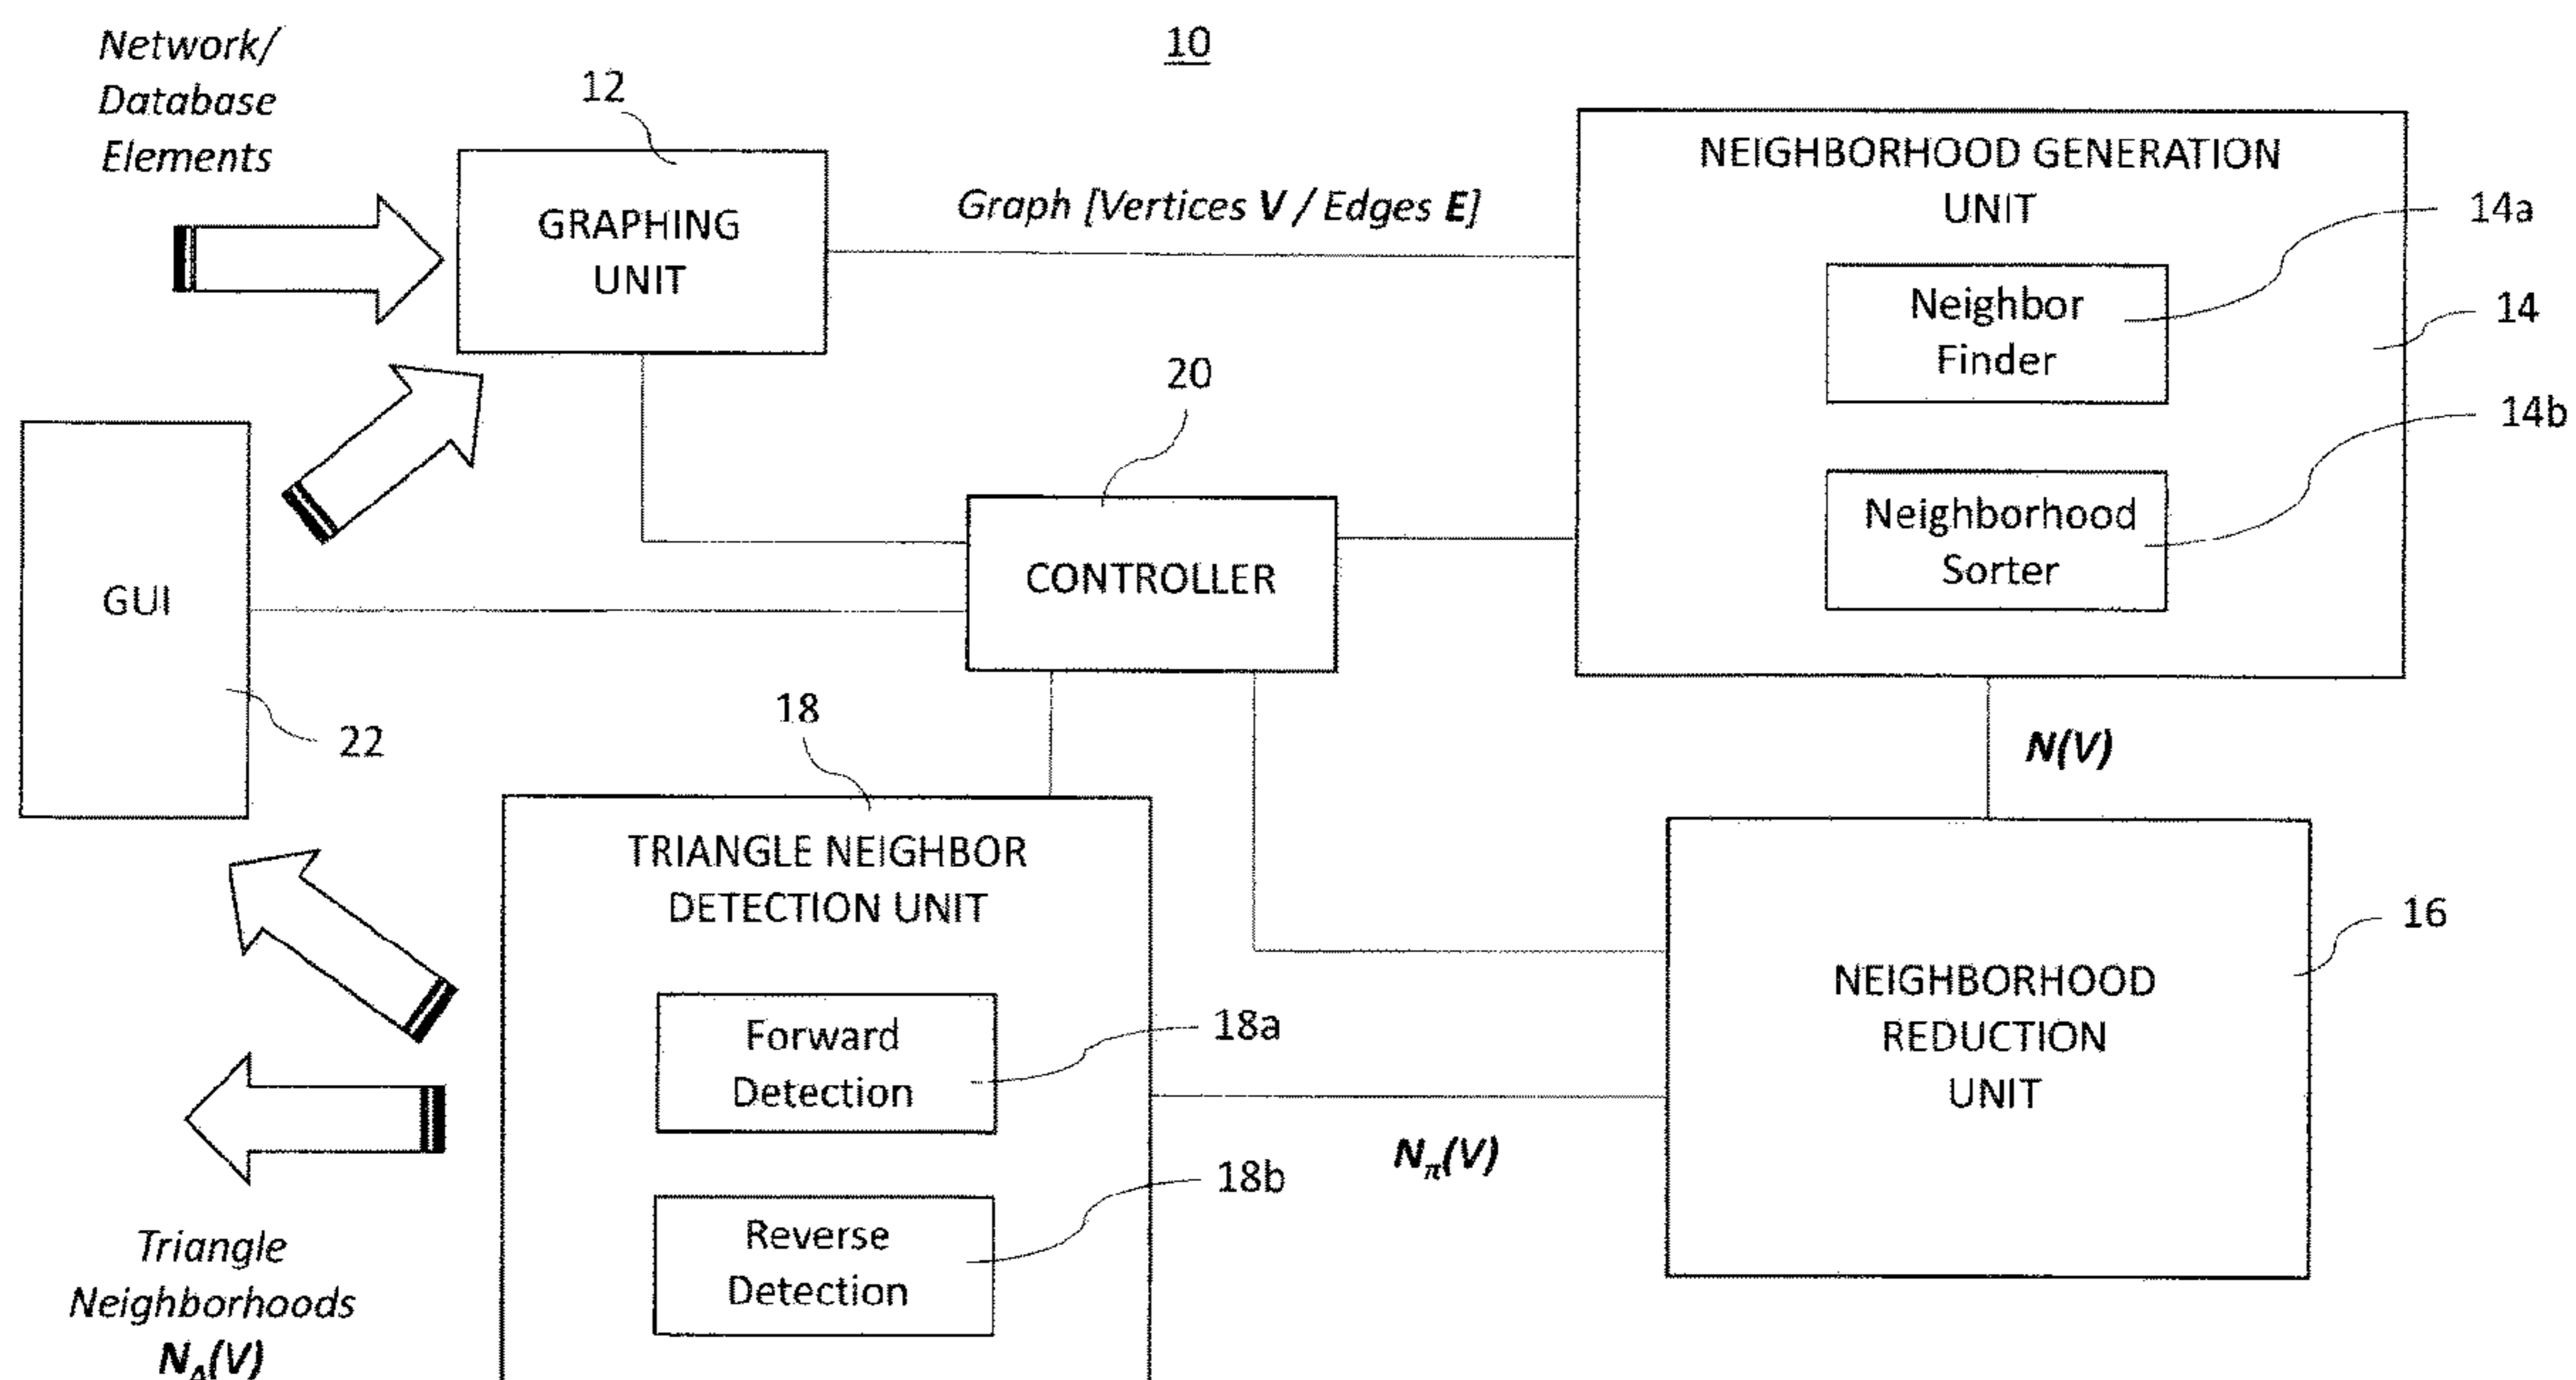 10
Network/
Database
Elements
12
GRAPHING
UNIT
Graph [Vertices V / Edges E]
NEIGHBORHOOD GENERATION
UNIT
14a
Neighbor
Finder
14
14b
Neighborhood
Sorter
20
CONTROLLER
GUI
22
18
N(V)
TRIANGLE NEIGHBOR
DETECTION UNIT
16
NEIGHBORHOOD
REDUCTION
UNIT
Forward
Detection
18a
Nπ(V)
18b
Reverse
Detection
Triangle
Neighborhoods
NΔ(V)